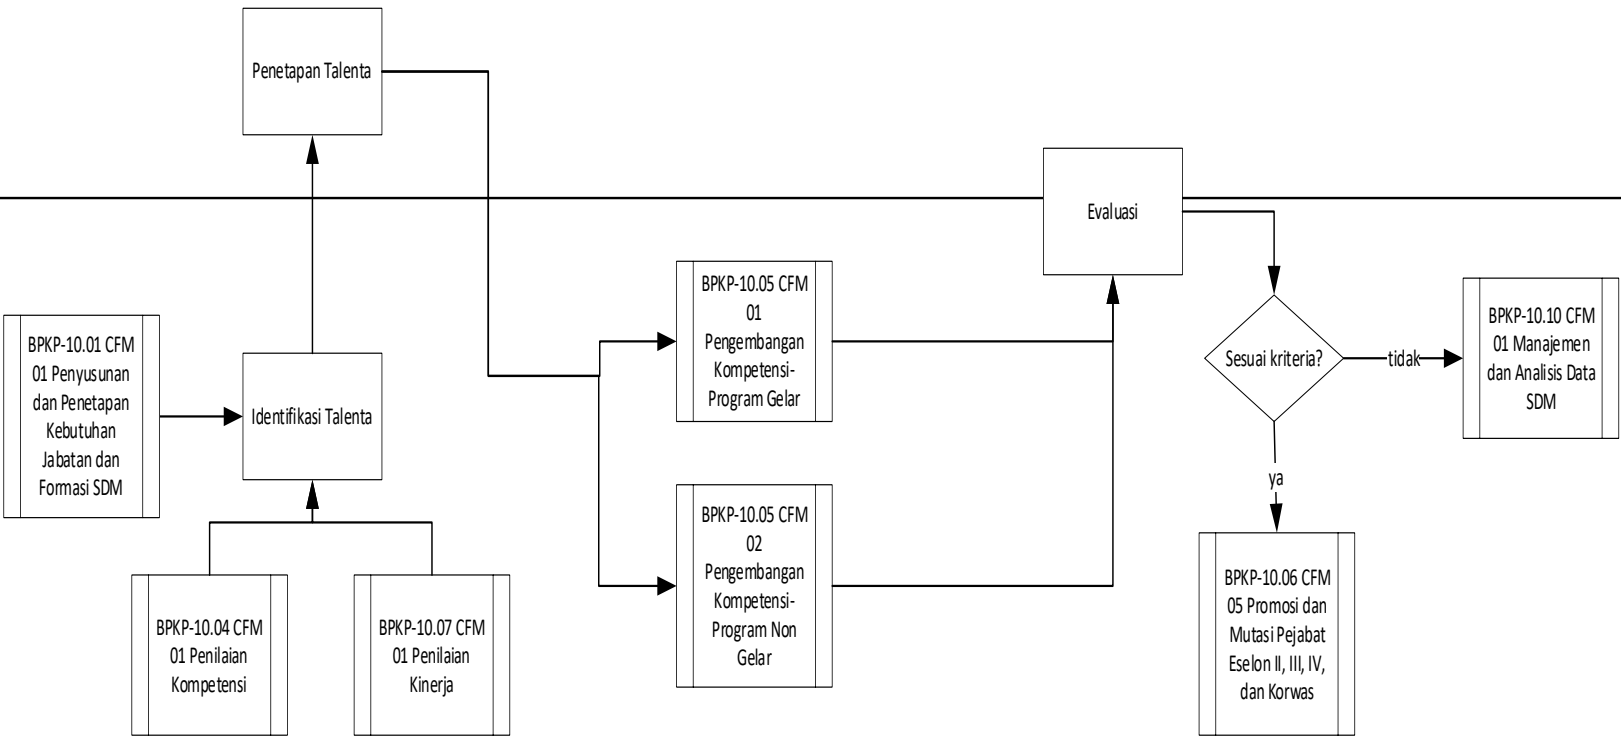 Penetapan Talenta
Evaluasi
BPKP-10.01 CFM
01 Penyusunan
dan Penetapan
Kebutuhan
Jabatan dan
Formasi SDM
Identifikasi Talenta
BPKP-10.04 CFM
01 Penilaian
Kompetensi
BPKP-10.07 CFM
01 Penilaian
Kinerja
BPKP-10.05 CFM
01
Pengembangan
Kompetensi-
Program Gelar
BPKP-10.05 CFM
02
Pengembangan
Kompetensi-
Program Non
Gelar
Sesuai kriteria?
tidak
BPKP-10.10 CFM
01 Manajemen
dan Analisis Data
SDM
ya
BPKP-10.06 CFM
05 Promosi dan
Mutasi Pejabat
Eselon II, III, IV,
dan Korwas